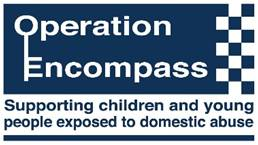 Operation
Encompass
Supporting children and young
people exposed to domestic abuse